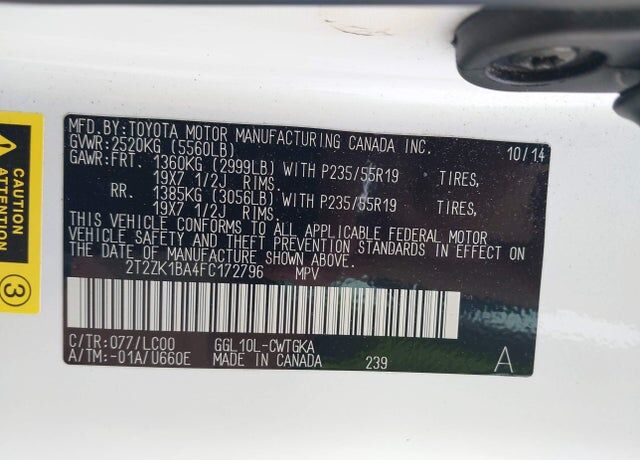 MFD.BY:TOYOTA MOTOR MANUFACTURING CANADA INC.
GVWR:2520KG (5560LB) 10/14
GAWR:FRT. 1360KG (2999LB) WITH P235/55R19 TIRES,
19X7 1/2J RIMS.
RR. 1385KG (3056LB) WITH P235/55R19 TIRES,
19X7 1/2J RIMS.
THIS VEHICLE CONFORMS TO ALL APPLICABLE FEDERAL MOTOR
VEHICLE SAFETY AND THEFT PREVENTION STANDARDS IN EFFECT ON
THE DATE OF MANUFACTURE SHOWN ABOVE.
2T2ZK1BA4FC172796 MPV
C/TR:077/LC00 GGL10L-CWTGKA
A/TM:-01A/U660E MADE IN CANADA 239 A
CAUTION
ATTENTION
3